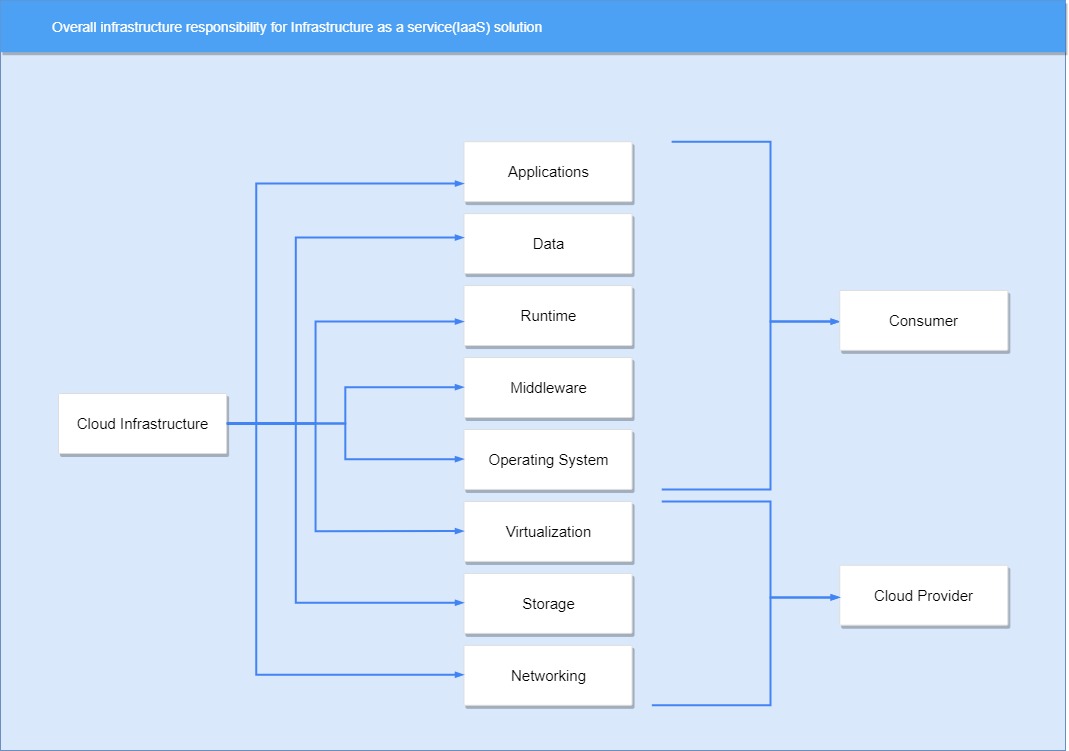 Overall infrastructure responsibility for Infrastructure as a service(IaaS) solution
Applications
Data
Runtime
Middleware
Operating System
Virtualization
Storage
Networking
Cloud Infrastructure
Consumer
Cloud Provider